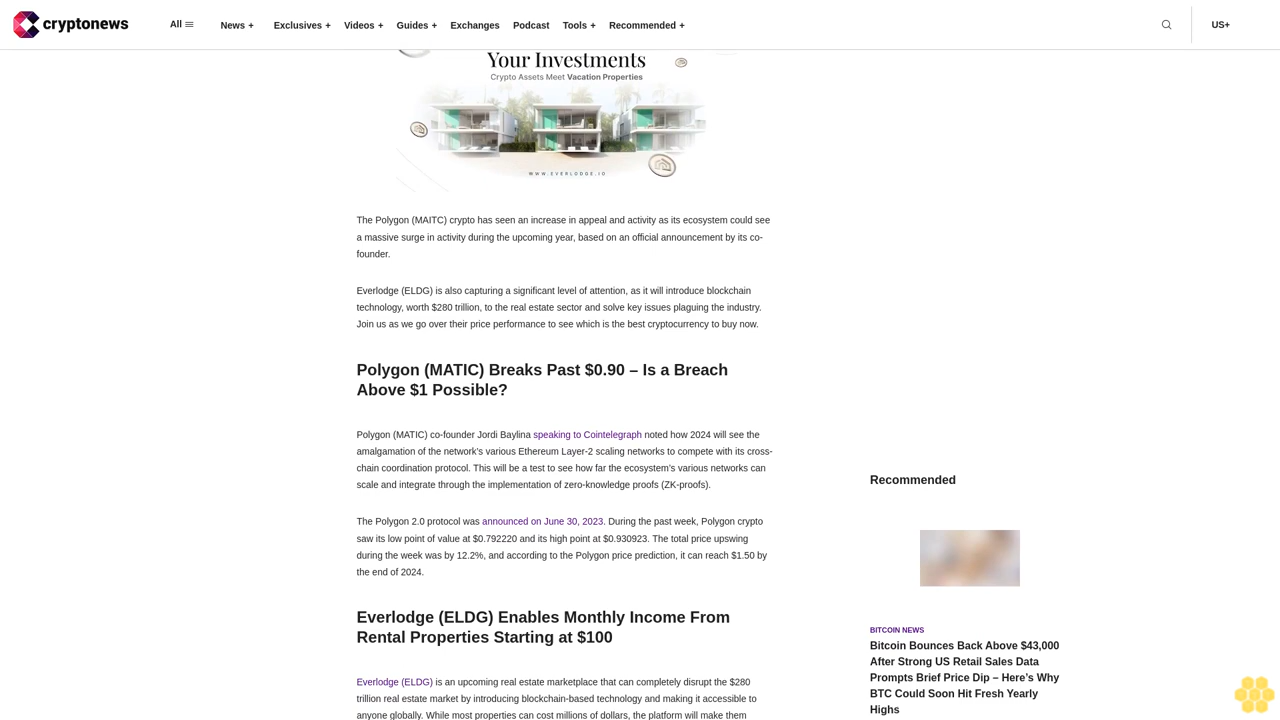 cryptonews
All
News +
Exclusives +
Videos +
Guides +
Exchanges
Podcast
Tools +
Recommended +
US+
Your Investments
Crypto Assets Meet Vacation Properties
WWW.EVERLODGE.IO
The Polygon (MAITC) crypto has seen an increase in appeal and activity as its ecosystem could see
a massive surge in activity during the upcoming year, based on an official announcement by its co-
founder.
Everlodge (ELDG) is also capturing a significant level of attention, as it will introduce blockchain
technology, worth $280 trillion, to the real estate sector and solve key issues plaguing the industry.
Join us as we go over their price performance to see which is the best cryptocurrency to buy now.
Polygon (MATIC) Breaks Past $0.90 – Is a Breach
Above $1 Possible?
Polygon (MATIC) co-founder Jordi Baylina speaking to Cointelegraph noted how 2024 will see the
amalgamation of the network’s various Ethereum Layer-2 scaling networks to compete with its cross-
chain coordination protocol. This will be a test to see how far the ecosystem’s various networks can
scale and integrate through the implementation of zero-knowledge proofs (ZK-proofs).
The Polygon 2.0 protocol was announced on June 30, 2023. During the past week, Polygon crypto
saw its low point of value at $0.792220 and its high point at $0.930923. The total price upswing
during the week was by 12.2%, and according to the Polygon price prediction, it can reach $1.50 by
the end of 2024.
Everlodge (ELDG) Enables Monthly Income From
Rental Properties Starting at $100
Everlodge (ELDG) is an upcoming real estate marketplace that can completely disrupt the $280
trillion real estate market by introducing blockchain-based technology and making it accessible to
anyone globally. While most properties can cost millions of dollars, the platform will make them
Recommended
BITCOIN NEWS
Bitcoin Bounces Back Above $43,000
After Strong US Retail Sales Data
Prompts Brief Price Dip – Here’s Why
BTC Could Soon Hit Fresh Yearly
Highs